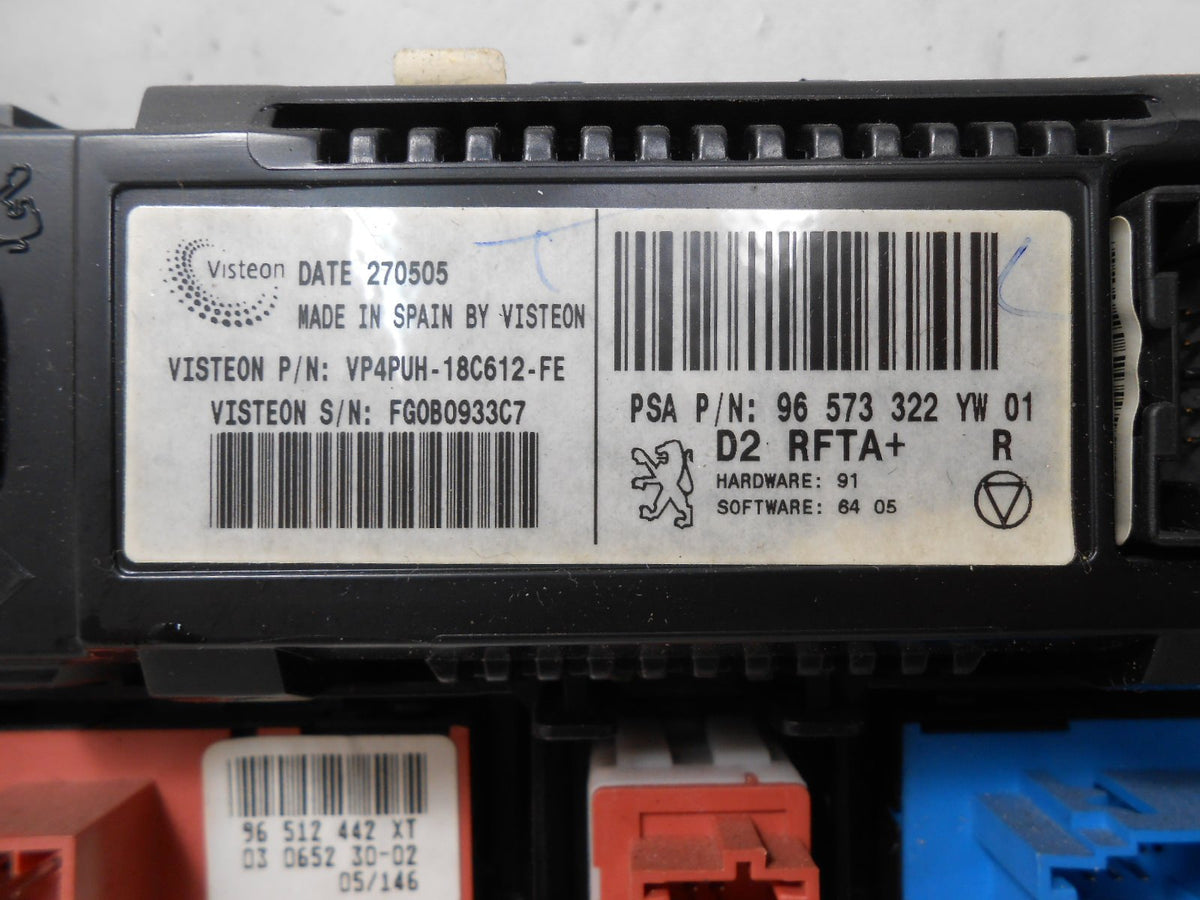 Visteon
DATE 270505
MADE IN SPAIN BY VISTEON
VISTEON P/N: VP4PUH-18C612-FE
VISTEON S/N: FG0B0933C7
PSA P/N: 96 573 322 YW 01
D2 RFTA+ R
HARDWARE: 91
SOFTWARE: 64 05
96 512 442 XT
03 0652 30-02
05/146